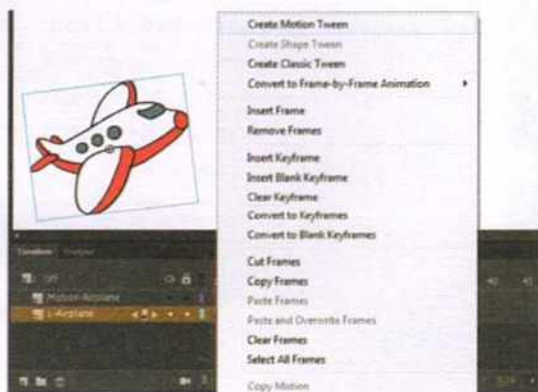 Create Motion Tween
Create Shape Tween
Create Classic Tween
Convert to Frame-by-Frame Animation
Insert Frame
Remove Frames
Insert Keyframe
Insert Blank Keyframe
Clear Keyframe
Convert to Keyframes
Convert to Blank Keyframes
Cut Frames
Copy Frames
Paste Frames
Paste and Overwrite Frames
Clear Frames
Select All Frames
Copy Motion
Timeline Output
Motion-Airplane